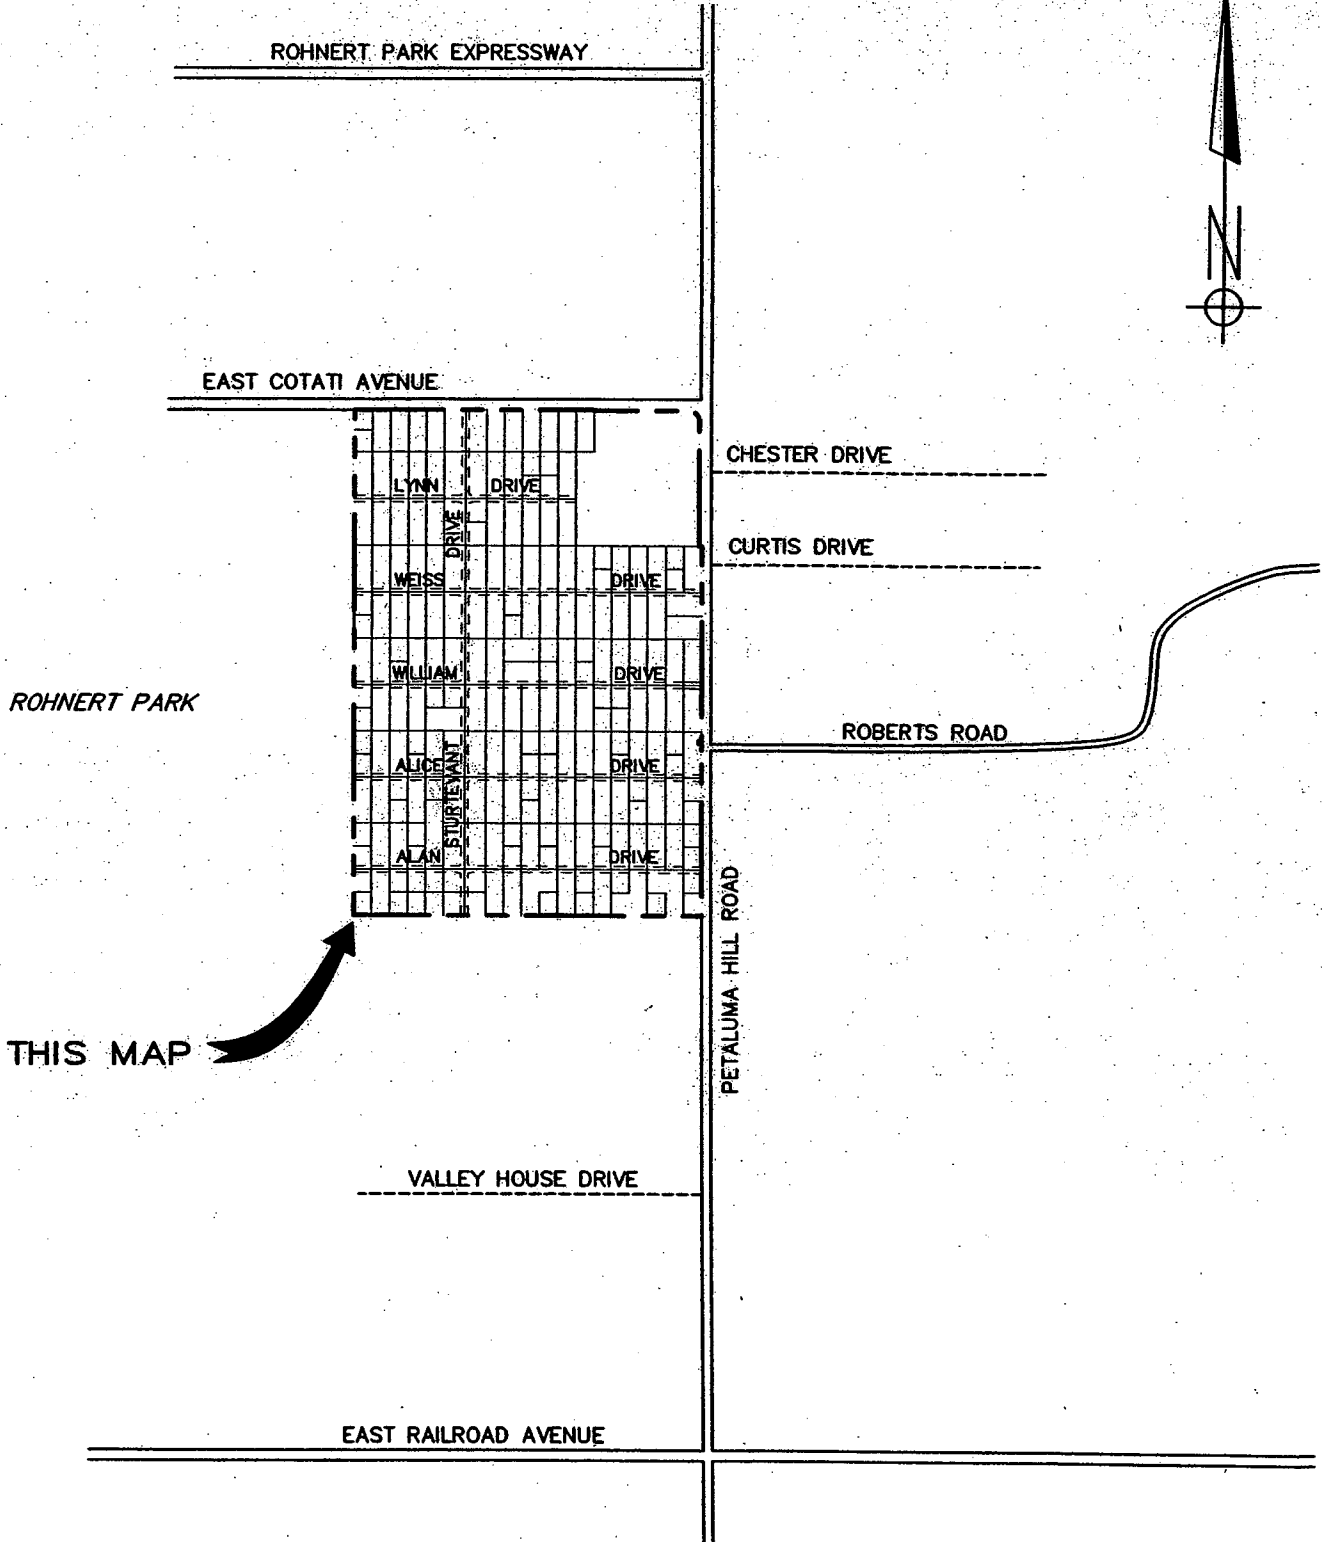 ROHNERT PARK EXPRESSWAY
N
EAST COTATI AVENUE
CHESTER DRIVE
LYNN DRIVE
DRIVE
CURTIS DRIVE
WEISS DRIVE
WILLIAM DRIVE
ROHNERT PARK
ROBERTS ROAD
ALICE DRIVE
STURTEVANT
ALAN DRIVE
PETALUMA HILL ROAD
THIS MAP
VALLEY HOUSE DRIVE
EAST RAILROAD AVENUE